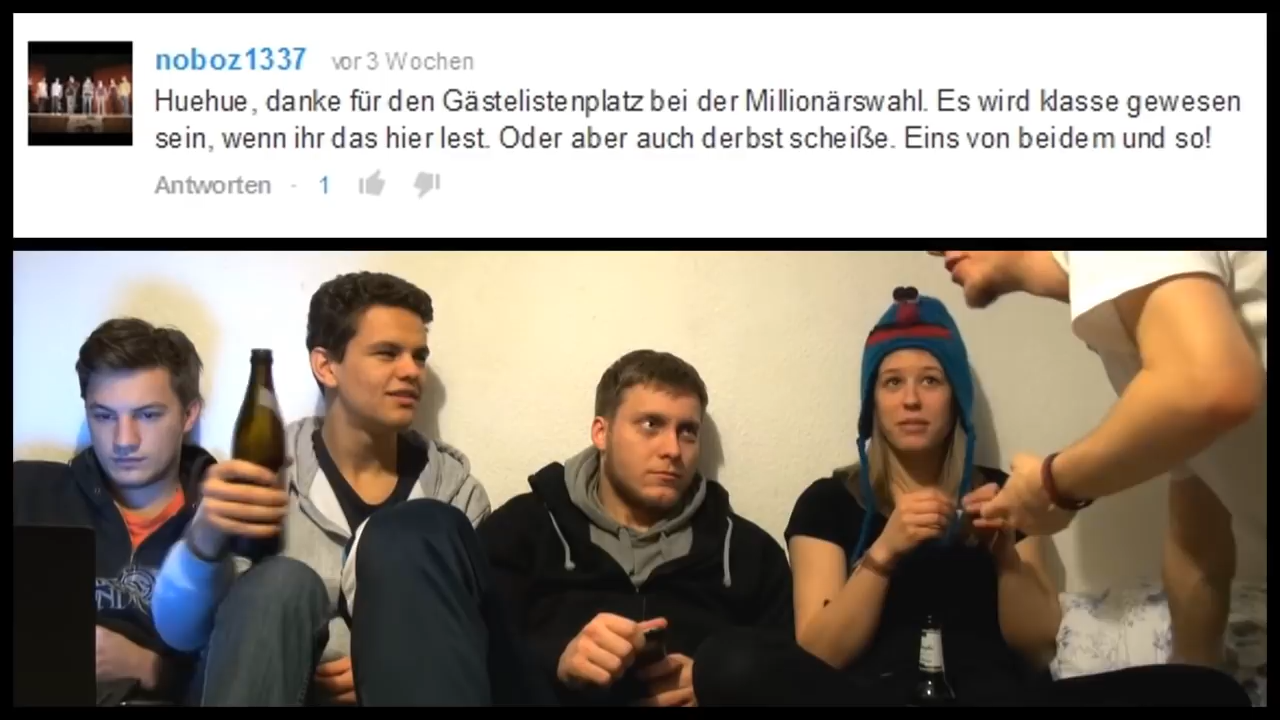 noboz1337 vor 3 Wochen
Huehue, danke für den Gästelistenplatz bei der Millionärswahl. Es wird klasse gewesen
sein, wenn ihr das hier lest. Oder aber auch derbst scheiße. Eins von beidem und so!
Antworten · 1